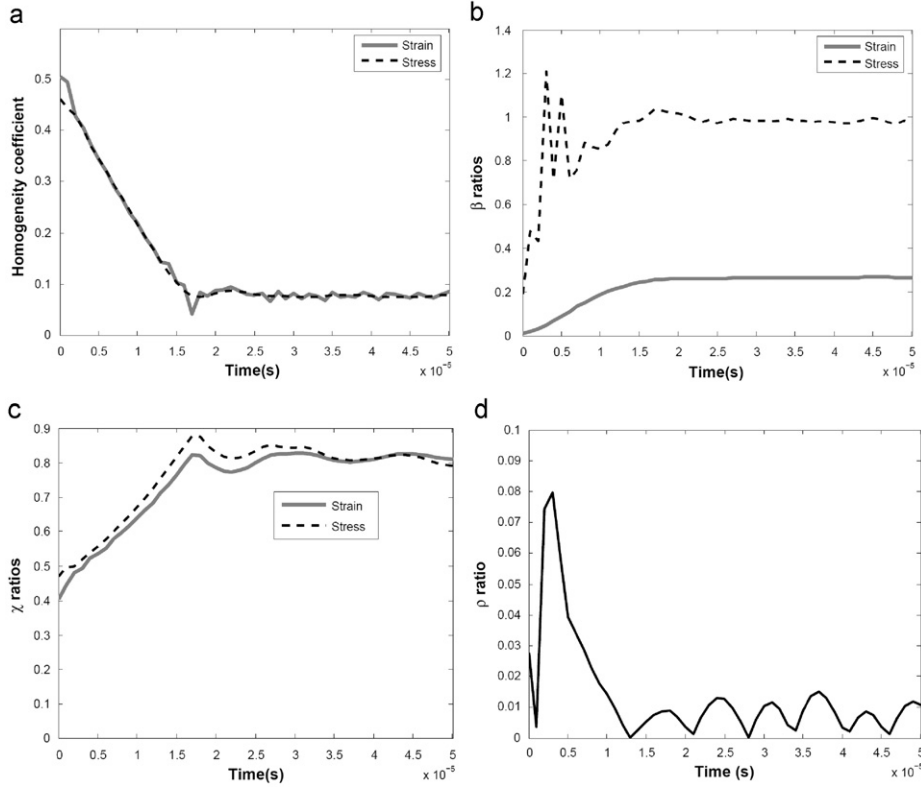 a
Strain
Stress
0.5
0.4
0.3
0.2
0.1
0
Homogeneity coefficient
0 0.5 1 1.5 2 2.5 3 3.5 4 4.5 5
Time(s)
× 10⁻⁵
b
Strain
Stress
1.4
1.2
1
0.8
0.6
0.4
0.2
0
β ratios
0 0.5 1 1.5 2 2.5 3 3.5 4 4.5 5
Time(s)
× 10⁻⁵
c
0.9
0.8
0.7
0.6
0.5
0.4
0.3
0.2
0.1
0
χ ratios
Strain
Stress
0 0.5 1 1.5 2 2.5 3 3.5 4 4.5 5
Time(s)
× 10⁻⁵
d
0.1
0.09
0.08
0.07
0.06
0.05
0.04
0.03
0.02
0.01
0
ρ ratio
0 0.5 1 1.5 2 2.5 3 3.5 4 4.5 5
Time (s)
× 10⁻⁵